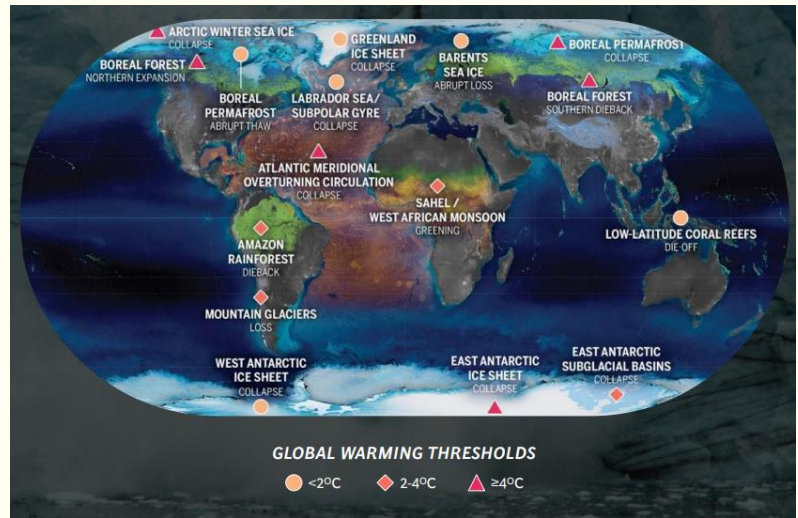 ARCTIC WINTER SEA ICE
COLLAPSE
BOREAL FOREST
NORTHERN EXPANSION
BOREAL
PERMAFROST
ABRUPT THAW
GREENLAND
ICE SHEET
COLLAPSE
LABRADOR SEA/
SUBPOLAR GYRE
COLLAPSE
BARENTS
SEA ICE
ABRUPT LOSS
BOREAL PERMAFROST
COLLAPSE
BOREAL FOREST
SOUTHERN DIEBACK
ATLANTIC MERIDIONAL
OVERTURNING CIRCULATION
COLLAPSE
SAHEL /
WEST AFRICAN MONSOON
GREENING
LOW-LATITUDE CORAL REEFS
DIE-OFF
AMAZON
RAINFOREST
DIEBACK
MOUNTAIN GLACIERS
LOSS
WEST ANTARCTIC
ICE SHEET
COLLAPSE
EAST ANTARCTIC
ICE SHEET
COLLAPSE
EAST ANTARCTIC
SUBGLACIAL BASINS
COLLAPSE
GLOBAL WARMING THRESHOLDS
<2ºC 2-4ºC ≥4ºC